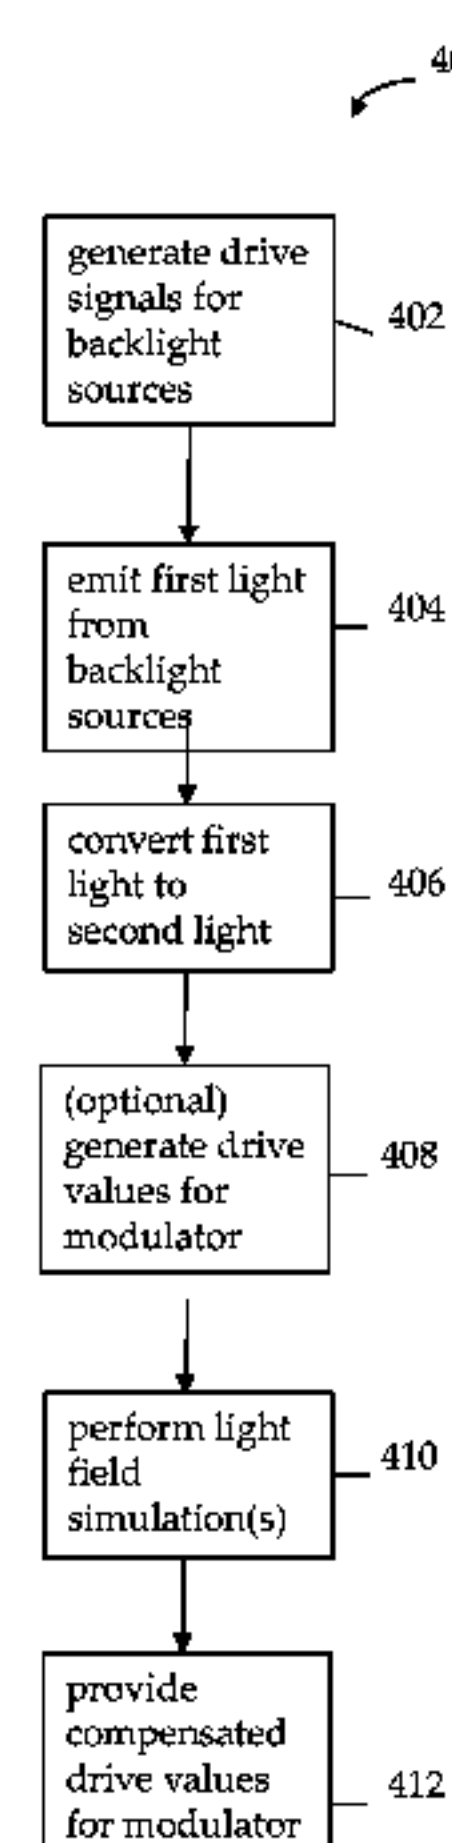 generate drive
signals for
backlight
sources
402
emit first light
from
backlight
sources
404
convert first
light to
second light
406
(optional)
generate drive
values for
modulator
408
perform light
field
simulation(s)
410
provide
compensated
drive values
for modulator
412